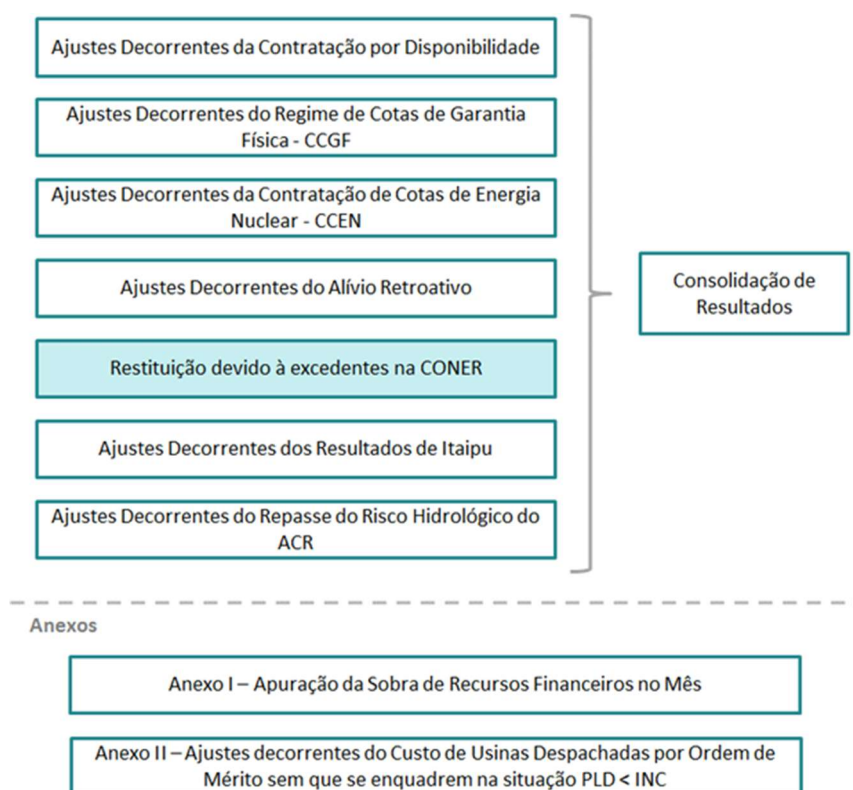 Ajustes Decorrentes da Contratação por Disponibilidade
Ajustes Decorrentes do Regime de Cotas de Garantia
Física - CCGF
Ajustes Decorrentes da Contratação de Cotas de Energia
Nuclear - CCEN
Ajustes Decorrentes do Alívio Retroativo
Restituição devido à excedentes na CONER
Ajustes Decorrentes dos Resultados de Itaipu
Ajustes Decorrentes do Repasse do Risco Hidrológico do
ACR
Consolidação de
Resultados
Anexos
Anexo I – Apuração da Sobra de Recursos Financeiros no Mês
Anexo II – Ajustes decorrentes do Custo de Usinas Despachadas por Ordem de
Mérito sem que se enquadrem na situação PLD < INC